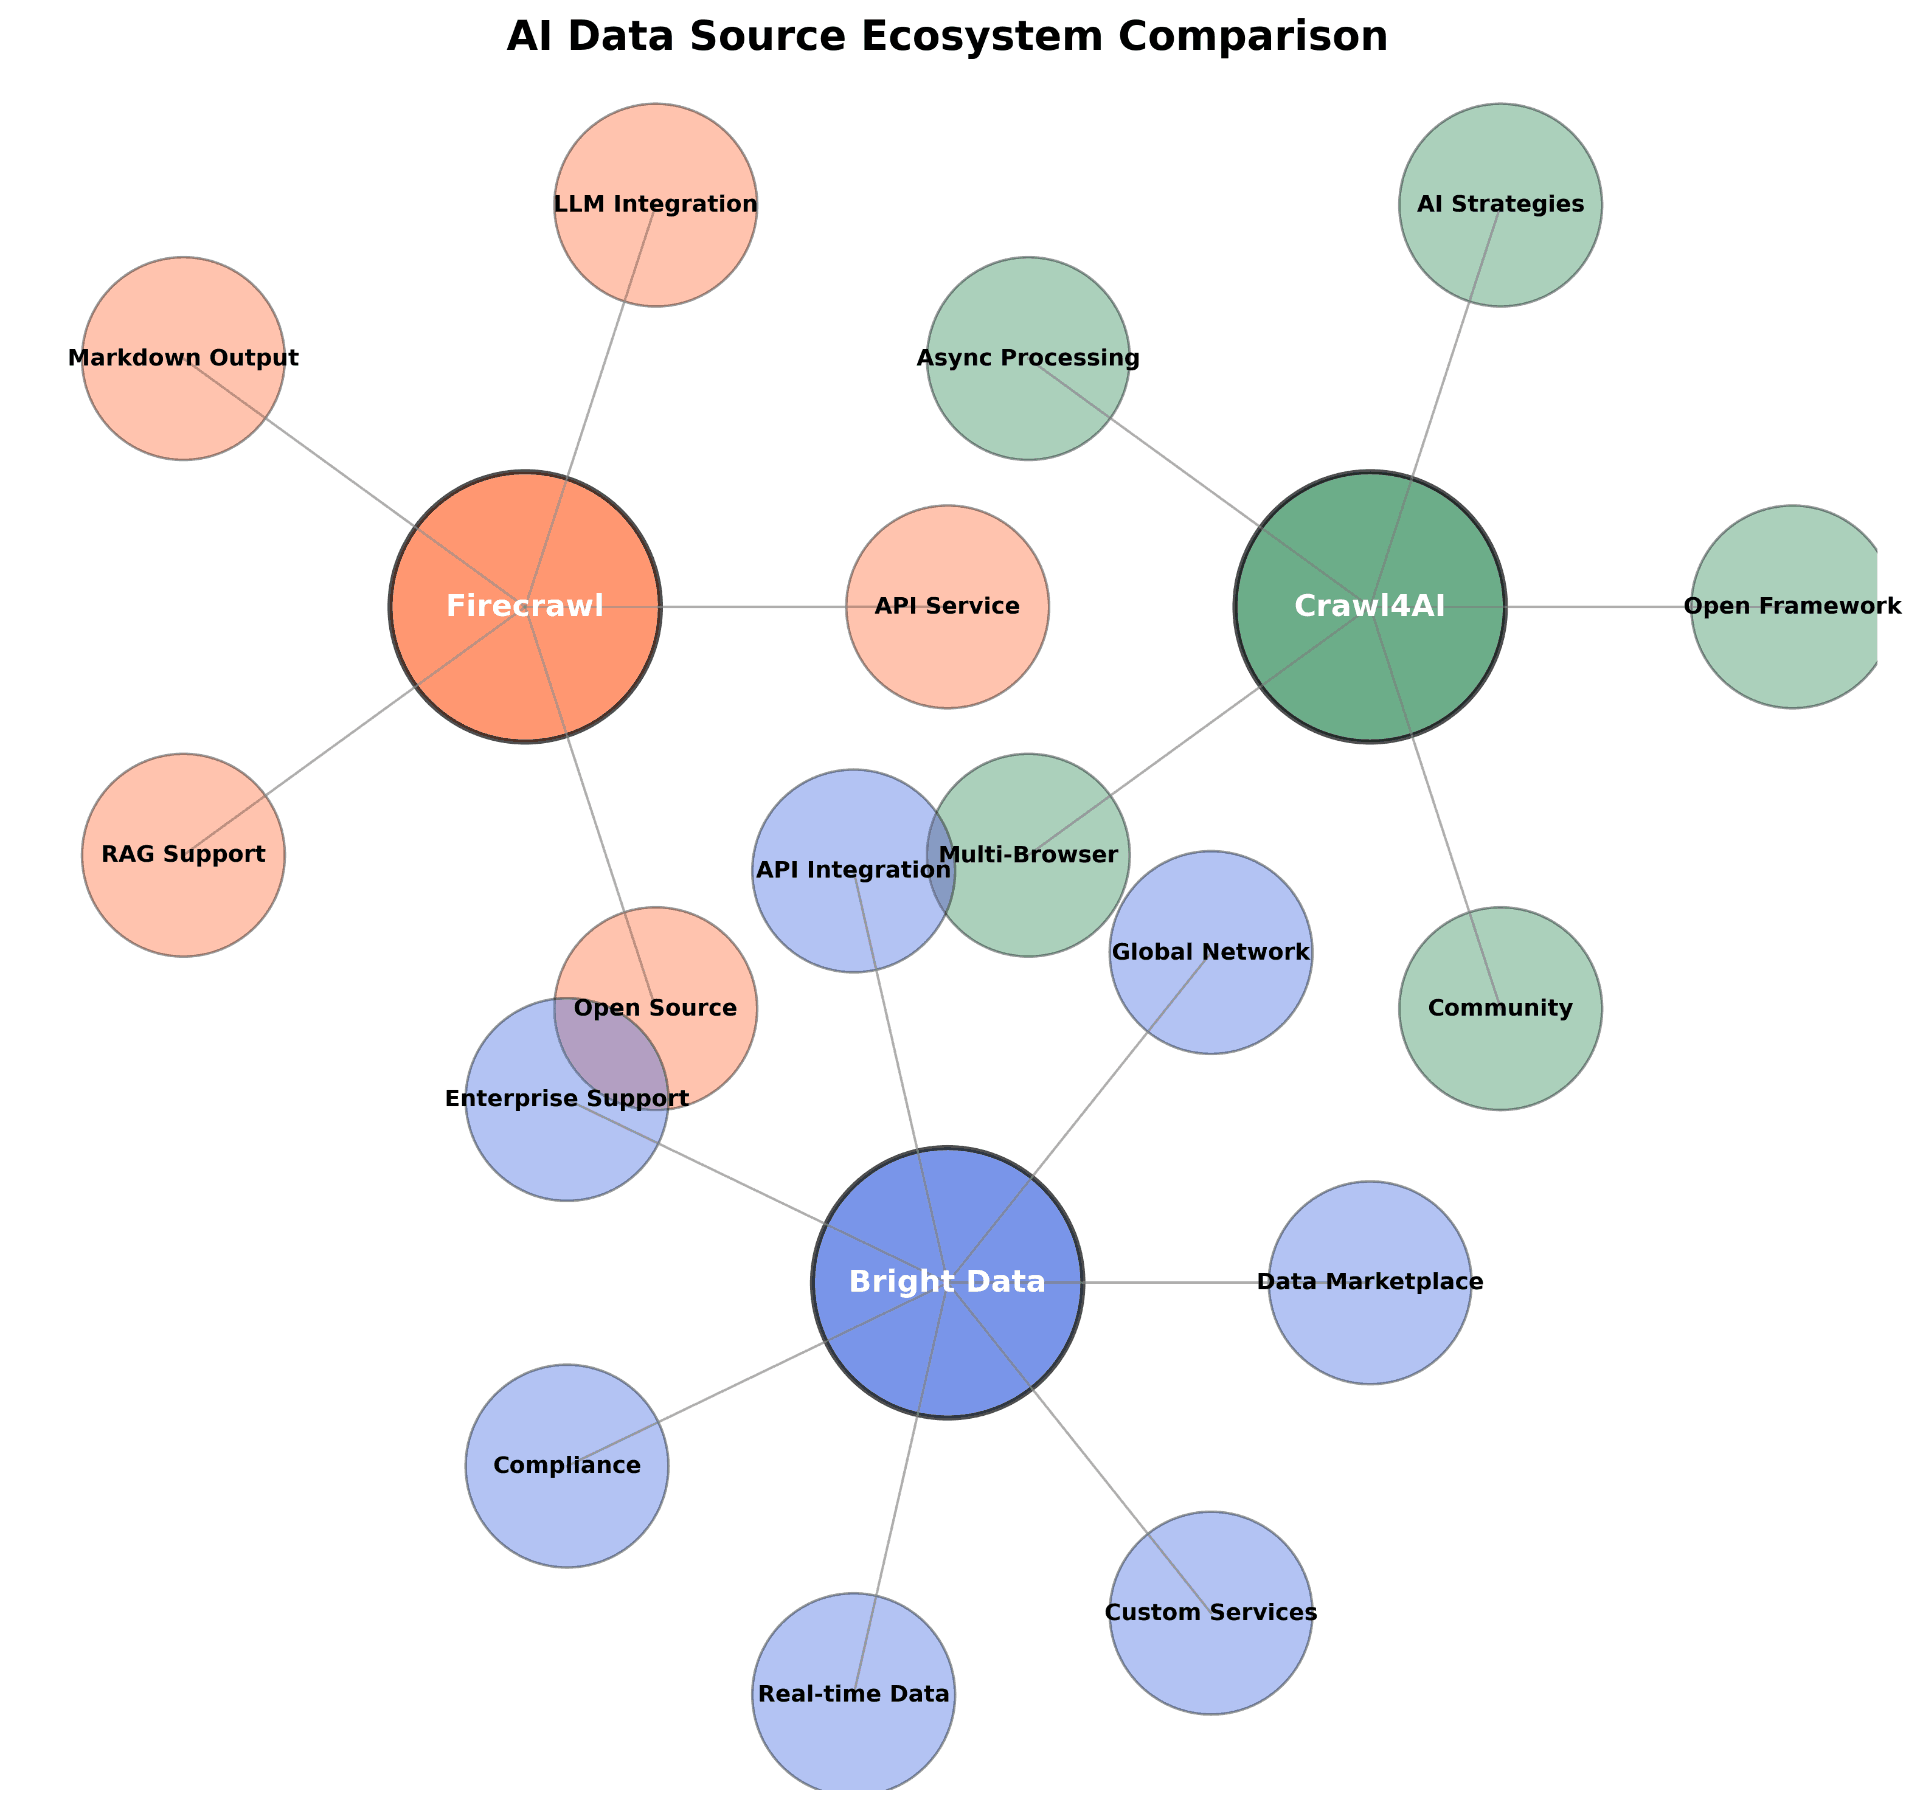 AI Data Source Ecosystem Comparison
LLM Integration
AI Strategies
Markdown Output
Async Processing
Firecrawl
API Service
Crawl4AI
Open Framework
RAG Support
API Integration
Multi-Browser
Global Network
Open Source
Community
Enterprise Support
Bright Data
Data Marketplace
Compliance
Custom Services
Real-time Data